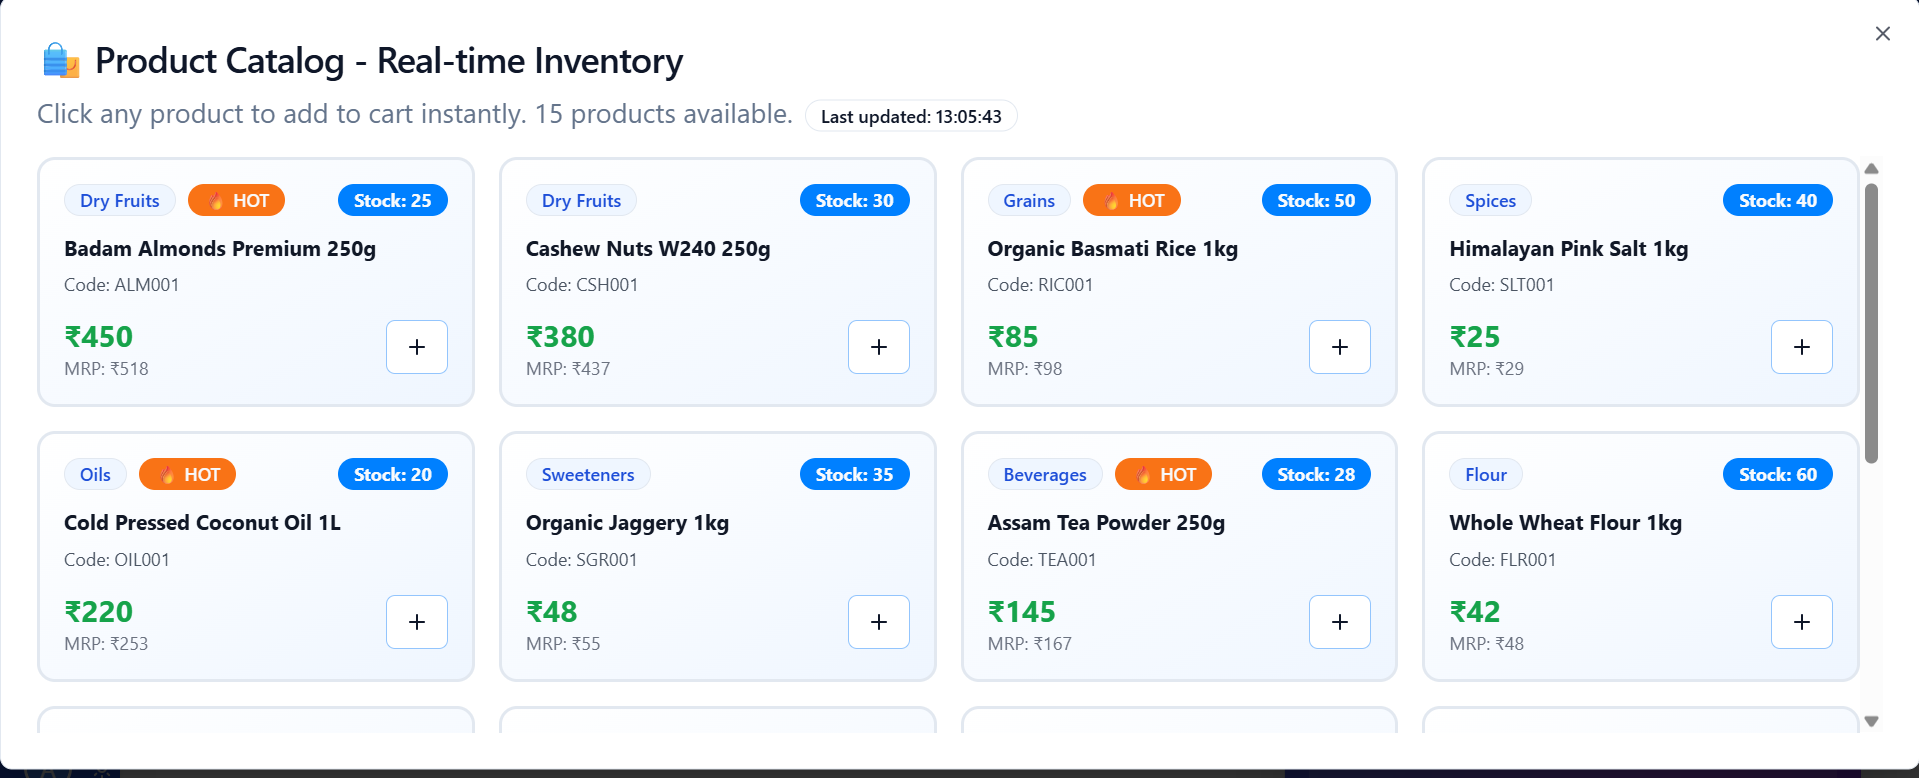 Product Catalog - Real-time Inventory
Click any product to add to cart instantly. 15 products available. Last updated: 13:05:43
Dry Fruits HOT Stock: 25
Badam Almonds Premium 250g
Code: ALM001
₹450
MRP: ₹518
+
Dry Fruits Stock: 30
Cashew Nuts W240 250g
Code: CSH001
₹380
MRP: ₹437
+
Grains HOT Stock: 50
Organic Basmati Rice 1kg
Code: RIC001
₹85
MRP: ₹98
+
Spices Stock: 40
Himalayan Pink Salt 1kg
Code: SLT001
₹25
MRP: ₹29
+
Oils HOT Stock: 20
Cold Pressed Coconut Oil 1L
Code: OIL001
₹220
MRP: ₹253
+
Sweeteners Stock: 35
Organic Jaggery 1kg
Code: SGR001
₹48
MRP: ₹55
+
Beverages HOT Stock: 28
Assam Tea Powder 250g
Code: TEA001
₹145
MRP: ₹167
+
Flour Stock: 60
Whole Wheat Flour 1kg
Code: FLR001
₹42
MRP: ₹48
+